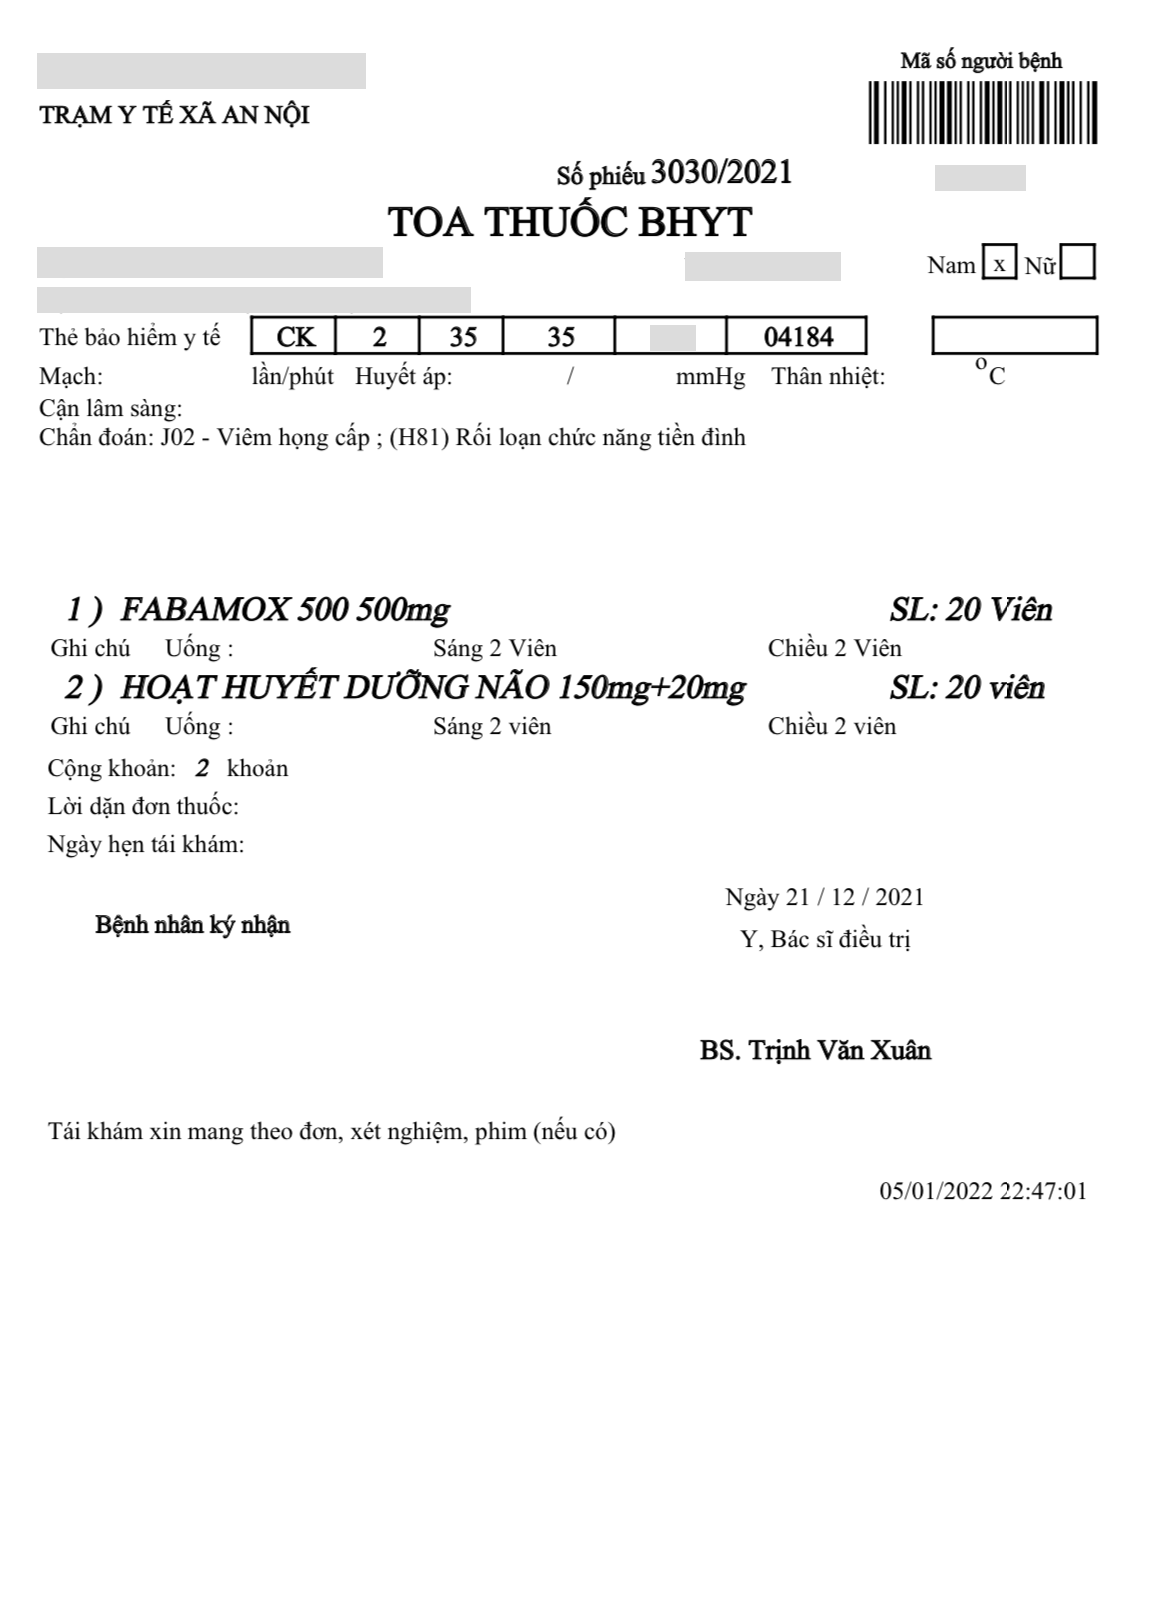 Mã số người bệnh
TRẠM Y TẾ XÃ AN NỘI
Số phiếu 3030/2021
TOA THUỐC BHYT
Nam x Nữ
Thẻ bảo hiểm y tế CK 2 35 35 04184
Mạch: lần/phút Huyết áp: / mmHg Thân nhiệt: oC
Cận lâm sàng:
Chẩn đoán: J02 - Viêm họng cấp ; (H81) Rối loạn chức năng tiền đình
1 ) FABAMOX 500 500mg SL: 20 Viên
Ghi chú Uống : Sáng 2 Viên Chiều 2 Viên
2 ) HOẠT HUYẾT DƯỠNG NÃO 150mg+20mg SL: 20 viên
Ghi chú Uống : Sáng 2 viên Chiều 2 viên
Cộng khoản: 2 khoản
Lời dặn đơn thuốc:
Ngày hẹn tái khám:
Ngày 21 / 12 / 2021
Bệnh nhân ký nhận
Y, Bác sĩ điều trị
BS. Trịnh Văn Xuân
Tái khám xin mang theo đơn, xét nghiệm, phim (nếu có)
05/01/2022 22:47:01